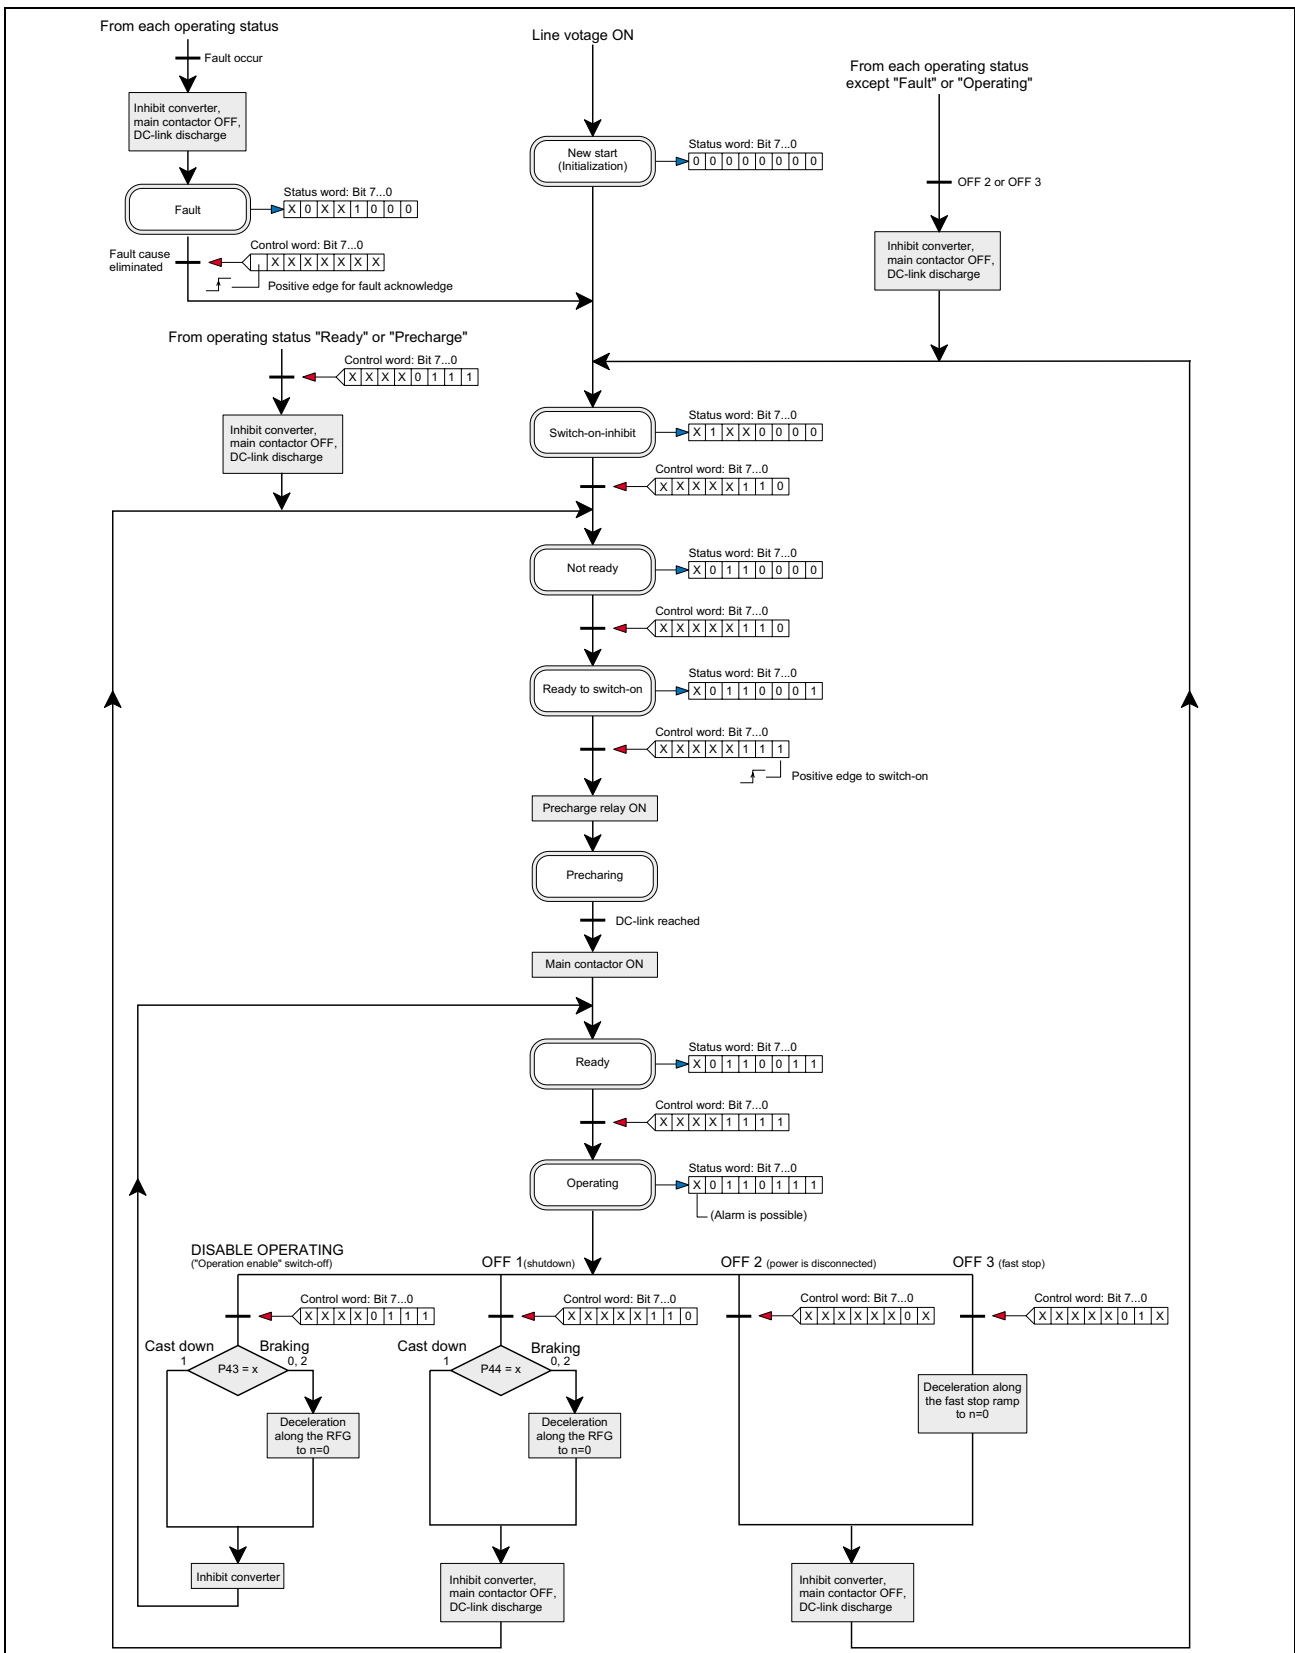 From each operating status
Fault occur
Inhibit converter,
main contactor OFF,
DC-link discharge
Fault
Status word: Bit 7...0
X 0 X X 1 0 0 0
Fault cause
eliminated
Control word: Bit 7...0
X X X X X X X
Positive edge for fault acknowledge
Line votage ON
New start
(Initialization)
Status word: Bit 7...0
0 0 0 0 0 0 0 0
From each operating status
except "Fault" or "Operating"
OFF 2 or OFF 3
Inhibit converter,
main contactor OFF,
DC-link discharge
From operating status "Ready" or "Precharge"
Control word: Bit 7...0
X X X X 0 1 1 1
Inhibit converter,
main contactor OFF,
DC-link discharge
Switch-on-inhibit
Status word: Bit 7...0
X 1 X X 0 0 0 0
Control word: Bit 7...0
X X X X X 1 1 0
Not ready
Status word: Bit 7...0
X 0 1 1 0 0 0 0
Control word: Bit 7...0
X X X X X 1 1 0
Ready to switch-on
Status word: Bit 7...0
X 0 1 1 0 0 0 1
Control word: Bit 7...0
X X X X X 1 1 1
Positive edge to switch-on
Precharge relay ON
Precharing
DC-link reached
Main contactor ON
Ready
Status word: Bit 7...0
X 0 1 1 0 0 1 1
Control word: Bit 7...0
X X X X 1 1 1 1
Operating
Status word: Bit 7...0
X 0 1 1 0 1 1 1
(Alarm is possible)
DISABLE OPERATING
("Operation enable" switch-off)
Control word: Bit 7...0
X X X X 0 1 1 1
Cast down
1
Braking
0, 2
P43 = x
Deceleration
along the RFG
to n=0
Inhibit converter
OFF 1 (shutdown)
Control word: Bit 7...0
X X X X X 1 1 0
Cast down
1
Braking
0, 2
P44 = x
Deceleration
along the RFG
to n=0
Inhibit converter,
main contactor OFF,
DC-link discharge
OFF 2 (power is disconnected)
Control word: Bit 7...0
X X X X X X 0 X
OFF 3 (fast stop)
Control word: Bit 7...0
X X X X X 0 1 X
Deceleration along
the fast stop ramp
to n=0
Inhibit converter,
main contactor OFF,
DC-link discharge